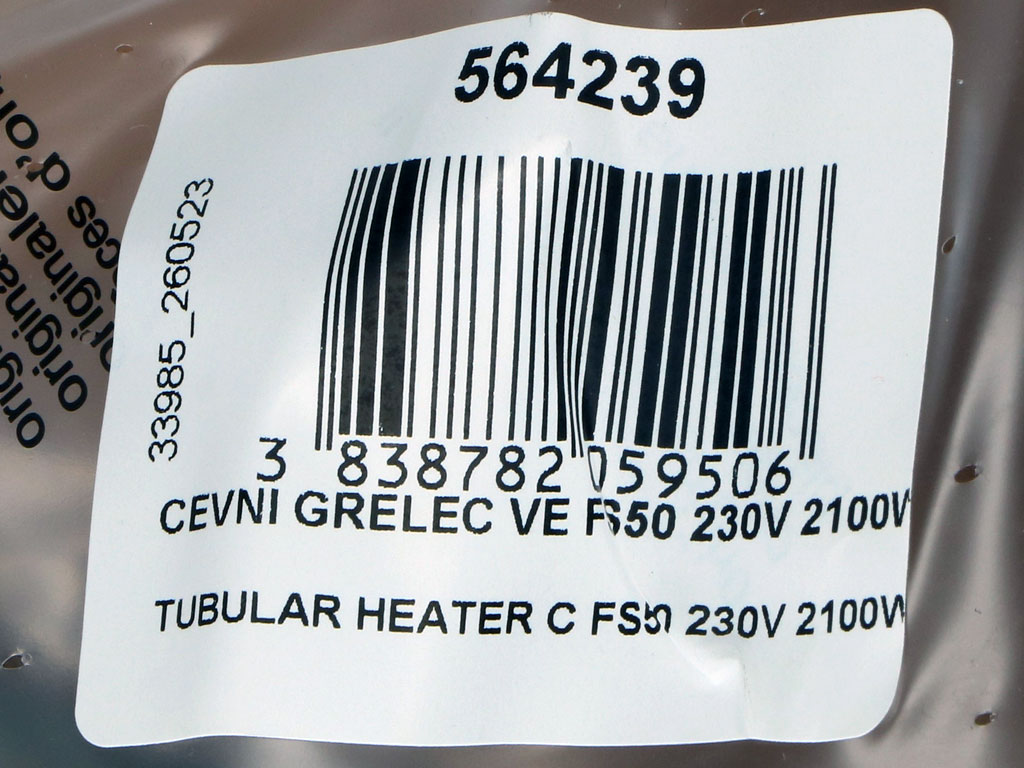 564239
33985_260523
3 838782 059506
CEVNI GRELEC VE FS50 230V 2100W
TUBULAR HEATER C FS50 230V 2100W